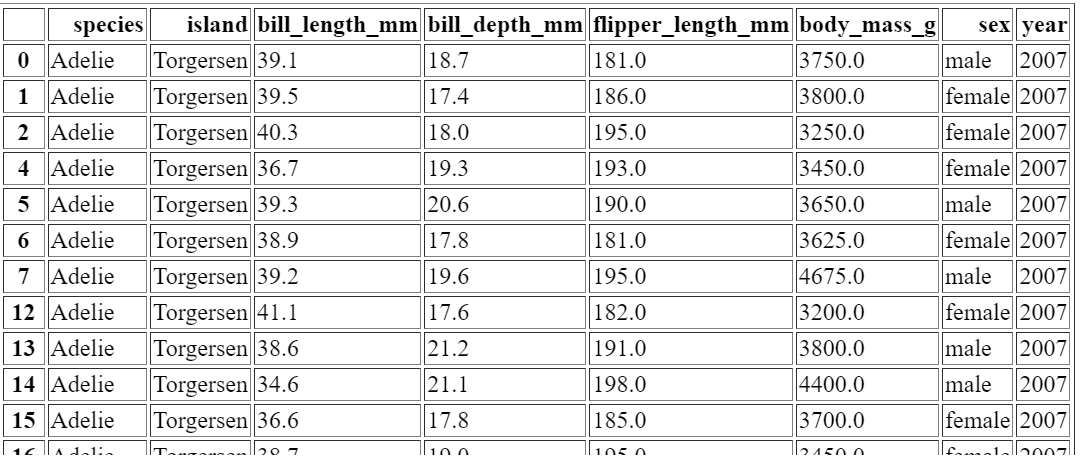 species island bill_length_mm bill_depth_mm flipper_length_mm body_mass_g sex year
0 Adelie Torgersen 39.1 18.7 181.0 3750.0 male 2007
1 Adelie Torgersen 39.5 17.4 186.0 3800.0 female 2007
2 Adelie Torgersen 40.3 18.0 195.0 3250.0 female 2007
4 Adelie Torgersen 36.7 19.3 193.0 3450.0 female 2007
5 Adelie Torgersen 39.3 20.6 190.0 3650.0 male 2007
6 Adelie Torgersen 38.9 17.8 181.0 3625.0 female 2007
7 Adelie Torgersen 39.2 19.6 195.0 4675.0 male 2007
12 Adelie Torgersen 41.1 17.6 182.0 3200.0 female 2007
13 Adelie Torgersen 38.6 21.2 191.0 3800.0 male 2007
14 Adelie Torgersen 34.6 21.1 198.0 4400.0 male 2007
15 Adelie Torgersen 36.6 17.8 185.0 3700.0 female 2007
16 Adelie Torgersen 38.7 19.0 195.0 3450.0 female 2007